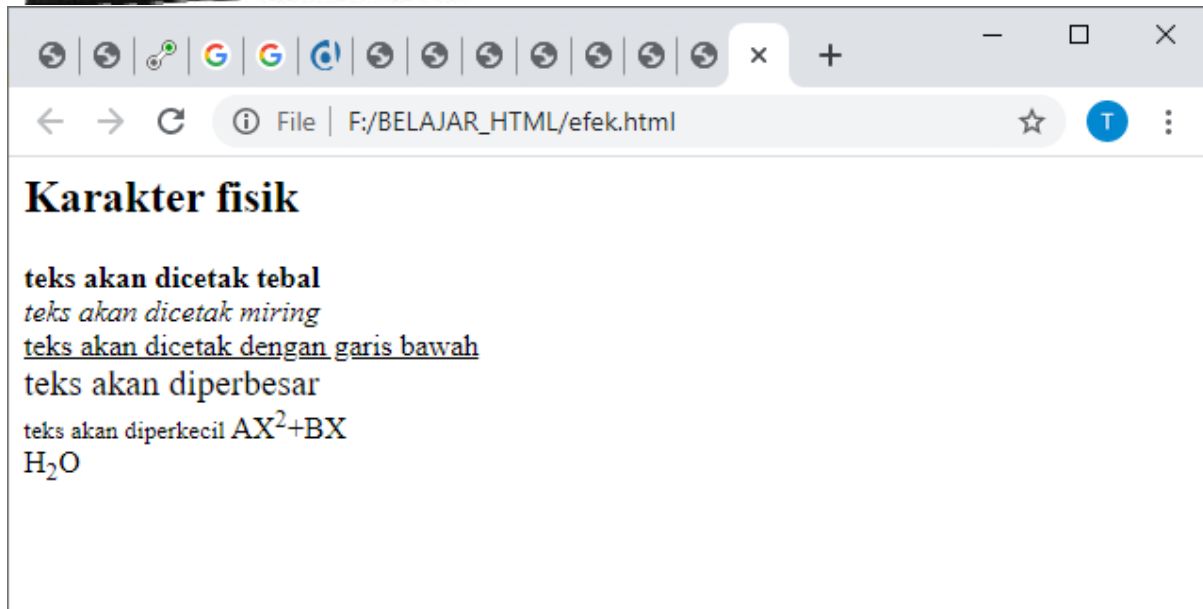 File F:/BELAJAR_HTML/efek.html
T
Karakter fisik
teks akan dicetak tebal
teks akan dicetak miring
teks akan dicetak dengan garis bawah
teks akan diperbesar
teks akan diperkecil AX²+BX
H₂O